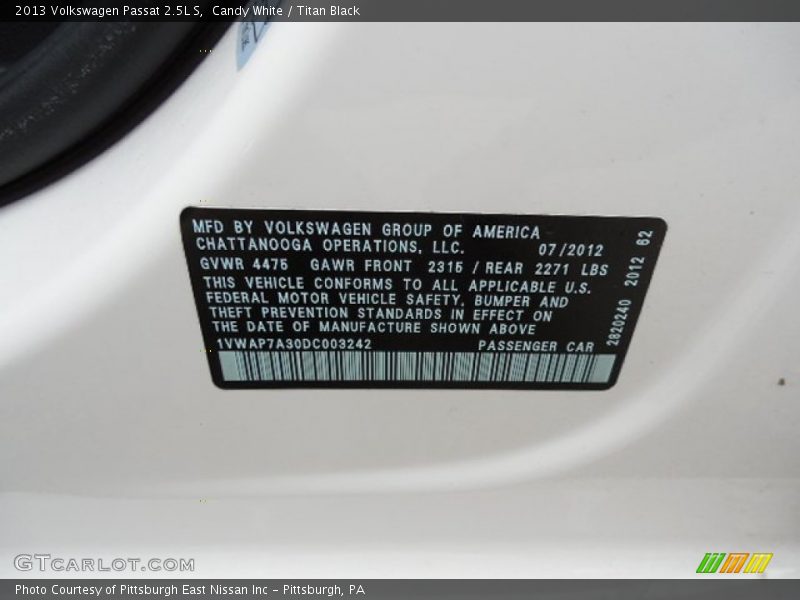 2013 Volkswagen Passat 2.5L S, Candy White / Titan Black
MFD BY VOLKSWAGEN GROUP OF AMERICA
CHATTANOOGA OPERATIONS, LLC. 07/2012
GVWR 4475 GAWR FRONT 2315 / REAR 2271 LBS
THIS VEHICLE CONFORMS TO ALL APPLICABLE U.S.
FEDERAL MOTOR VEHICLE SAFETY, BUMPER AND
THEFT PREVENTION STANDARDS IN EFFECT ON
THE DATE OF MANUFACTURE SHOWN ABOVE
1VWAP7A30DC003242 PASSENGER CAR
2820240 2012 62
GTCARLOT.COM
Photo Courtesy of Pittsburgh East Nissan Inc - Pittsburgh, PA